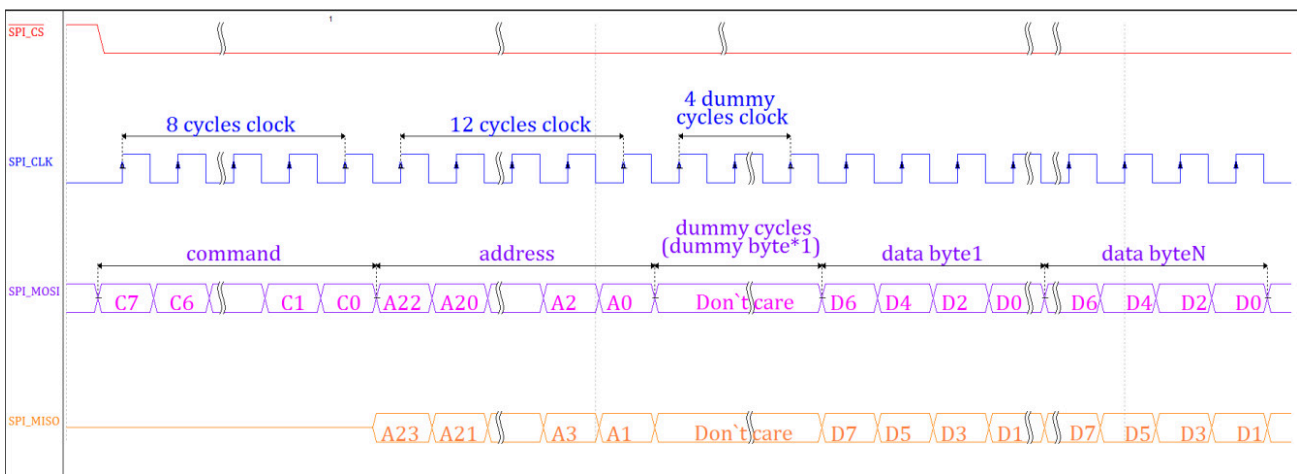 1
SPI_CS
4 dummy
cycles clock
8 cycles clock
12 cycles clock
SPI_CLK
dummy cycles
(dummy byte*1)
command
address
data byte1
data byteN
SPI_MOSI
C7 C6 C1 C0 A22 A20 A2 A0 Don`t care D6 D4 D2 D0 D6 D4 D2 D0
SPI_MISO
A23 A21 A3 A1 Don`t care D7 D5 D3 D1 D7 D5 D3 D1